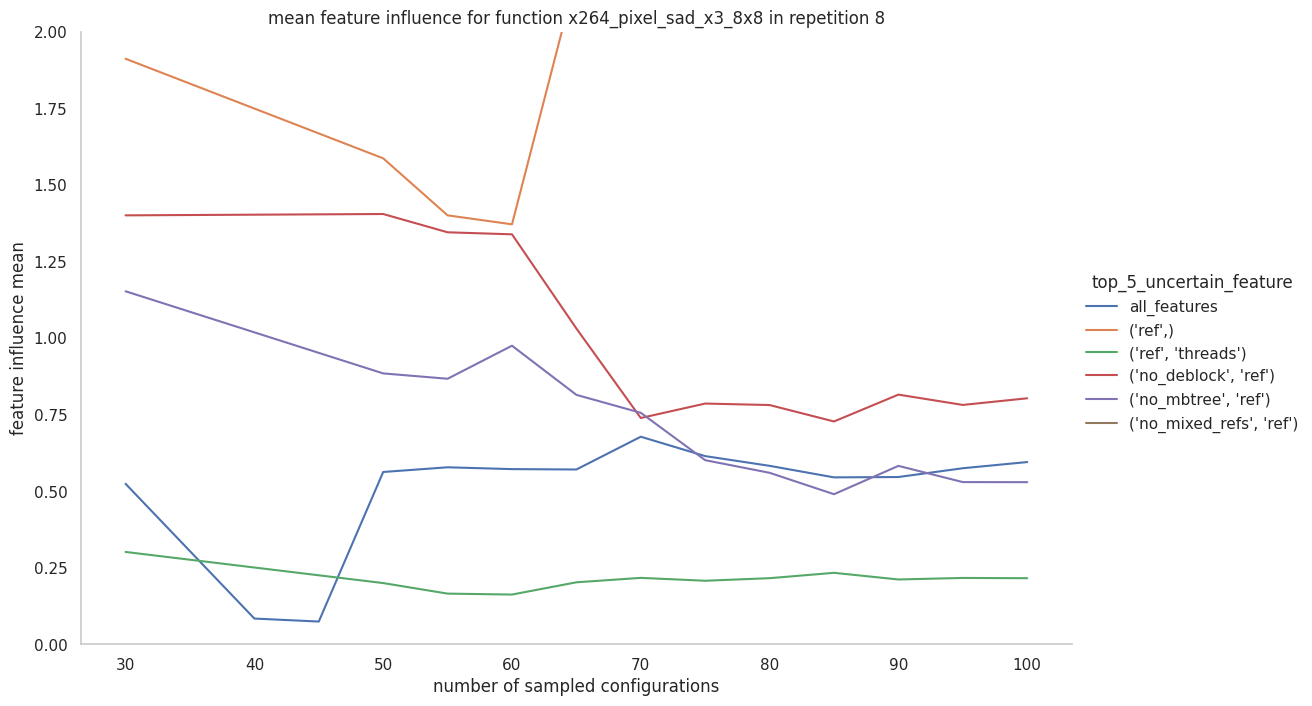 mean feature influence for function x264_pixel_sad_x3_8x8 in repetition 8
2.00
1.75
1.50
1.25
1.00
0.75
0.50
0.25
0.00
feature influence mean
30 40 50 60 70 80 90 100
number of sampled configurations
top_5_uncertain_feature
all_features
('ref',)
('ref', 'threads')
('no_deblock', 'ref')
('no_mbtree', 'ref')
('no_mixed_refs', 'ref')